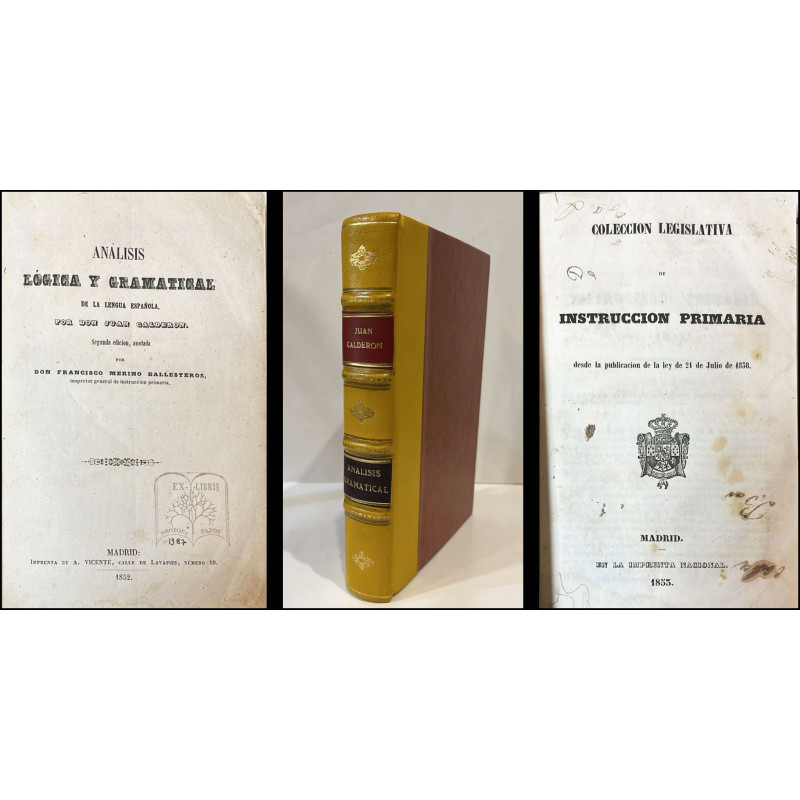 ANÁLISIS
LÓGICA Y GRAMATICAL
DE LA LENGUA ESPAÑOLA,
POR DON JUAN CALDERON.
Segunda edicion, anotada
POR
DON FRANCISCO MERINO BALLESTEROS,
inspector general de instruccion primaria.
EX-LIBRIS
PAZOS
1967
MADRID:
IMPRENTA DE A. VICENTE, CALLE DE LAVAPIES, NÚMERO 10.
1852.
JUAN
CALDERON
ANALISIS
GRAMATICAL
COLECCION LEGISLATIVA
DE
INSTRUCCION PRIMARIA
desde la publicacion de la ley de 21 de Julio de 1838.
MADRID.
EN LA IMPRENTA NACIONAL.
1853.